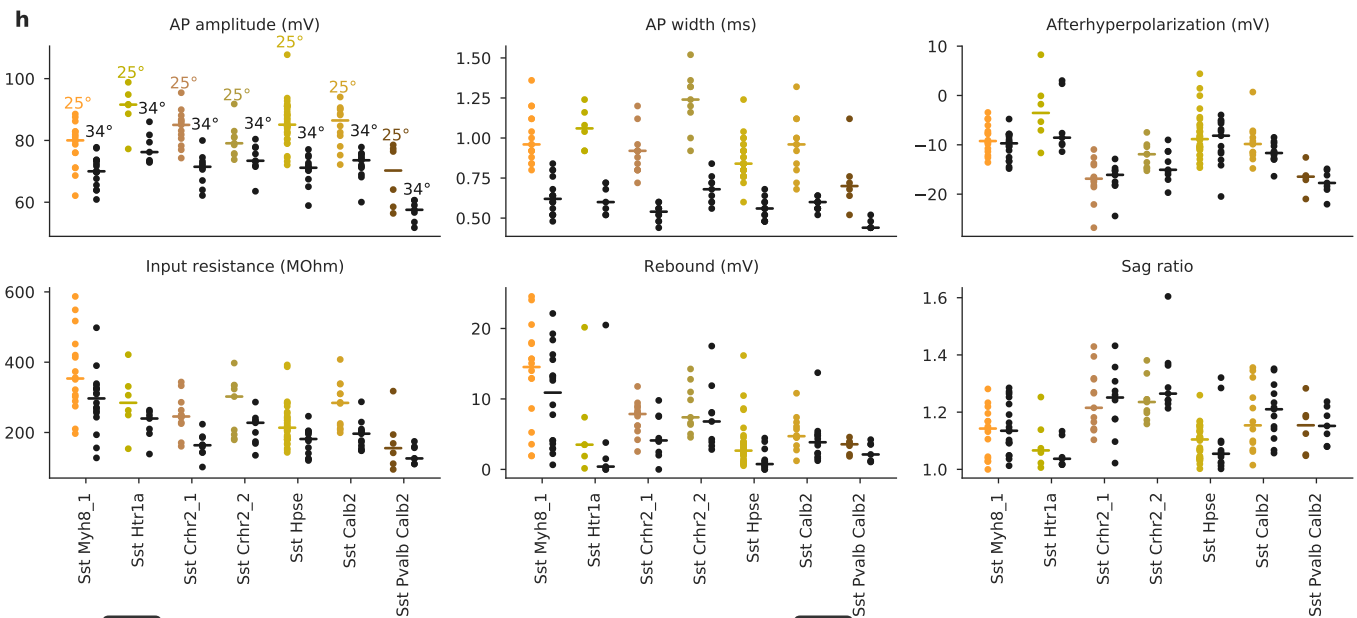 h
AP amplitude (mV)
AP width (ms)
Afterhyperpolarization (mV)
100
80
60
25°
34°
25°
34°
25°
34°
25°
34°
25°
34°
25°
34°
25°
34°
1.50
1.25
1.00
0.75
0.50
10
0
−10
−20
Input resistance (MOhm)
Rebound (mV)
Sag ratio
600
400
200
20
10
0
1.6
1.4
1.2
1.0
Sst Myh8_1
Sst Htr1a
Sst Crhr2_1
Sst Crhr2_2
Sst Hpse
Sst Calb2
Sst Pvalb Calb2
Sst Myh8_1
Sst Htr1a
Sst Crhr2_1
Sst Crhr2_2
Sst Hpse
Sst Calb2
Sst Pvalb Calb2
Sst Myh8_1
Sst Htr1a
Sst Crhr2_1
Sst Crhr2_2
Sst Hpse
Sst Calb2
Sst Pvalb Calb2